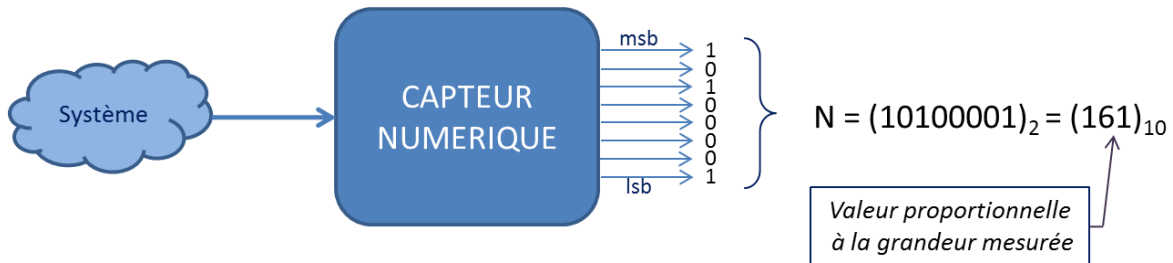 Système
CAPTEUR
NUMERIQUE
msb
1
0
1
0
0
0
0
1
lsb
N = (10100001)2 = (161)10
Valeur proportionnelle
à la grandeur mesurée